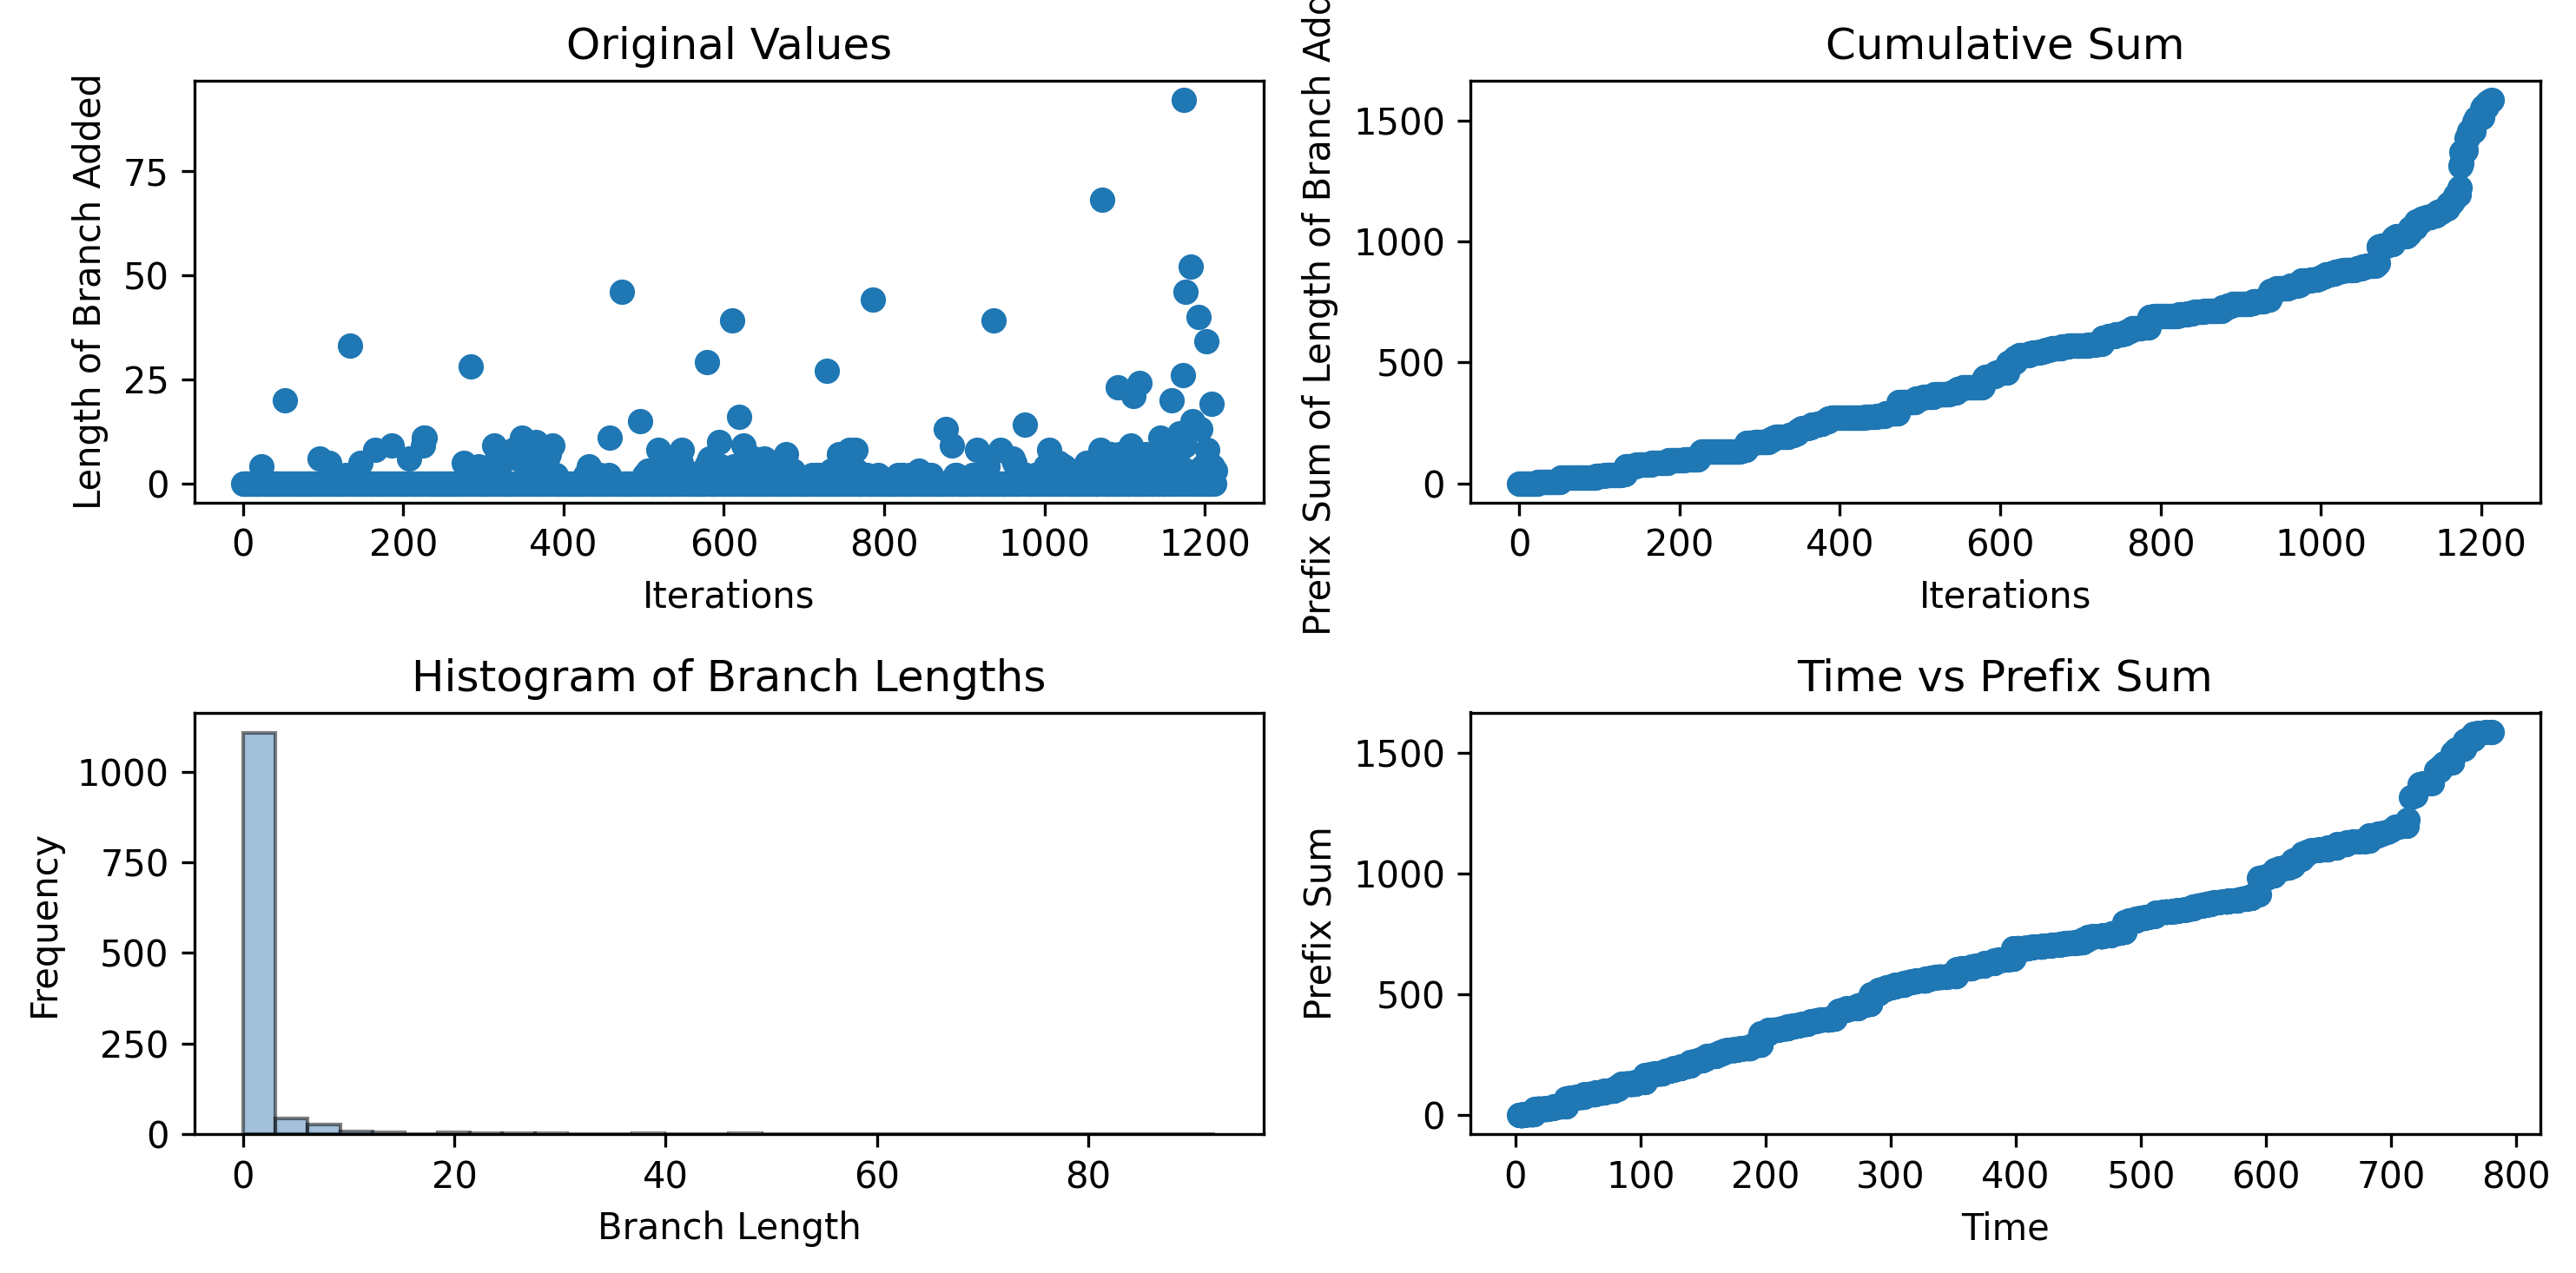 Original Values
Length of Branch Added
75
50
25
0
0 200 400 600 800 1000 1200
Iterations
Cumulative Sum
Prefix Sum of Length of Branch
1500
1000
500
0
0 200 400 600 800 1000 1200
Iterations
Histogram of Branch Lengths
Frequency
1000
750
500
250
0
0 20 40 60 80
Branch Length
Time vs Prefix Sum
Prefix Sum
1500
1000
500
0
0 100 200 300 400 500 600 700 800
Time